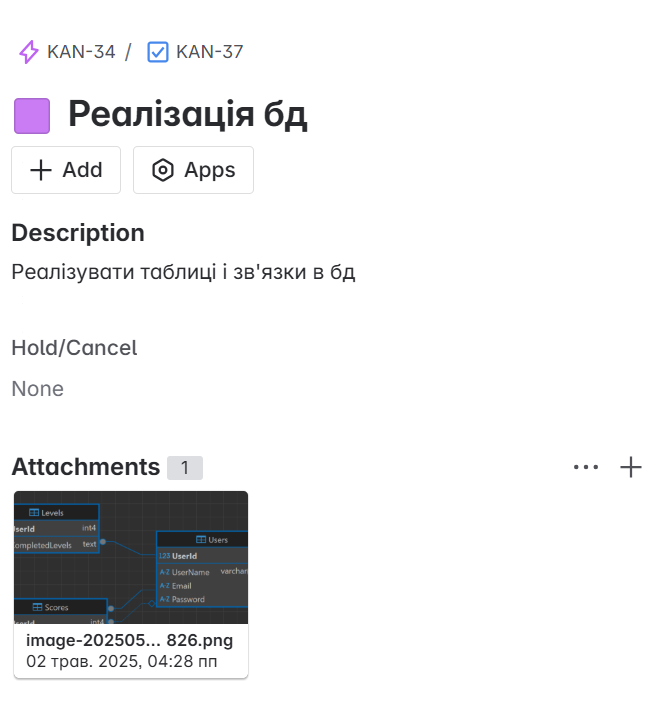 KAN-34 / KAN-37
Реалізація бд
Add Apps
Description
Реалізувати таблиці і зв'язки в бд
Hold/Cancel
None
Attachments 1
Levels
UserId int4
CompletedLevels text
Users
123 UserId
A-Z UserName varchar
A-Z Email
A-Z Password
Scores
UserId int4
image-202505... 826.png
02 трав. 2025, 04:28 пп